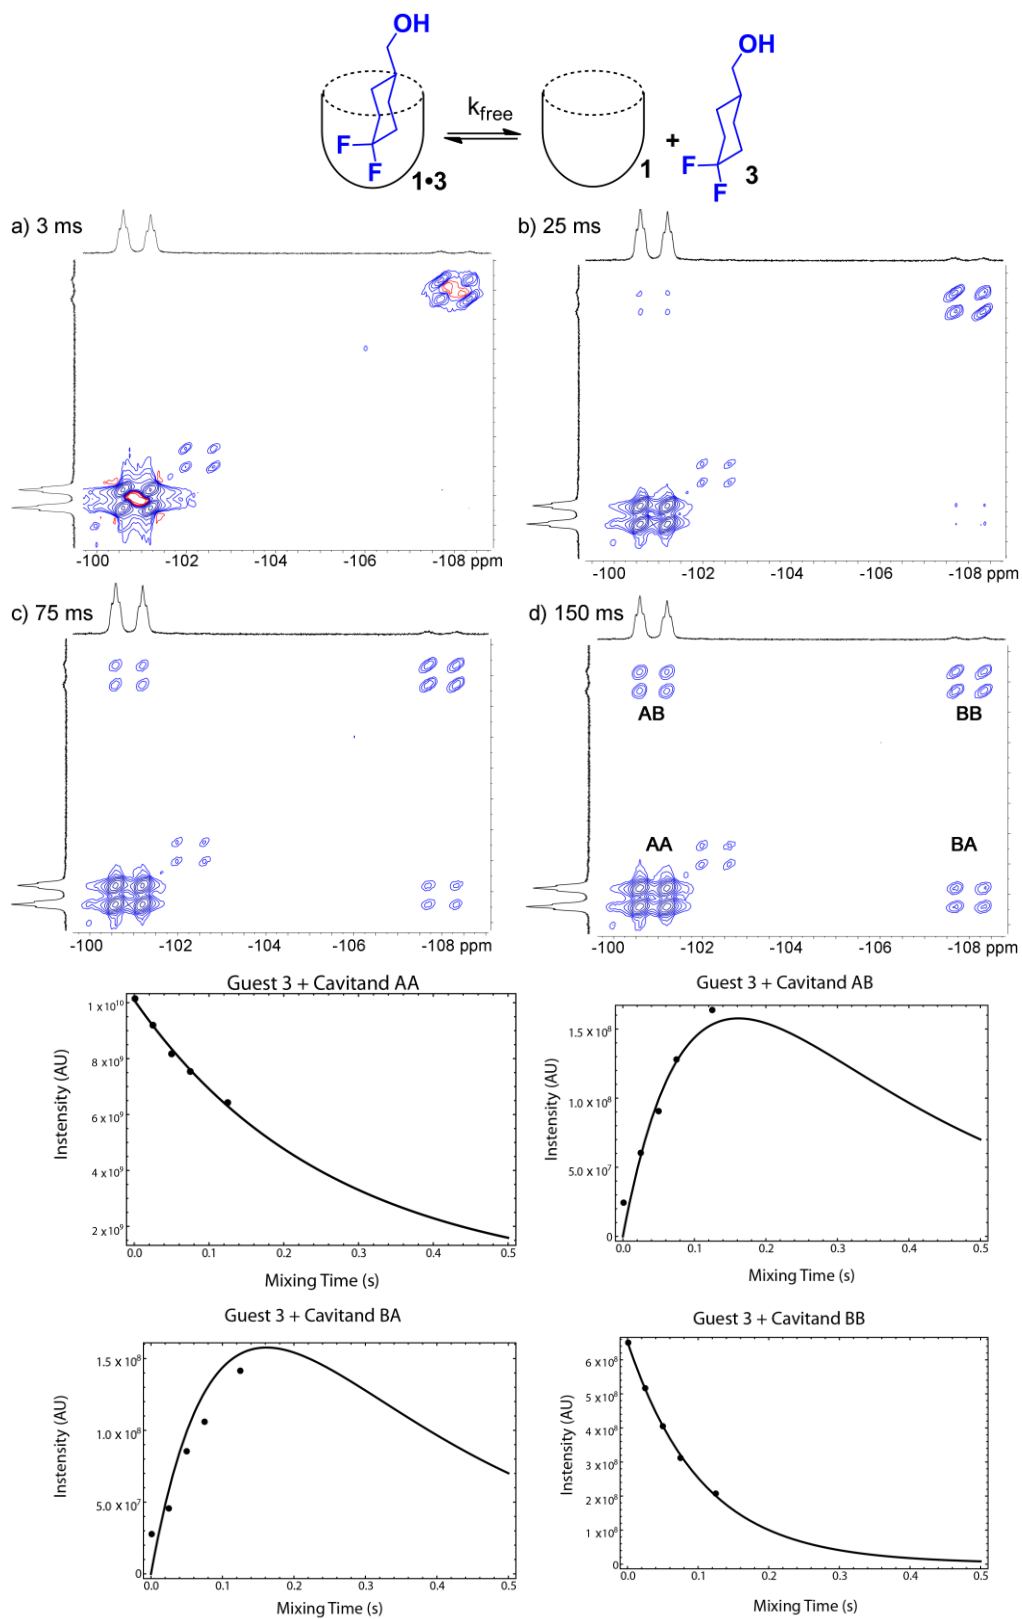 OH
OH
k_free
F
F
1•3
1
+
F
F
3
a) 3 ms
b) 25 ms
-100 -102 -104 -106 -108 ppm
-100 -102 -104 -106 -108 ppm
c) 75 ms
d) 150 ms
AB BB
AA BA
-100 -102 -104 -106 -108 ppm
-100 -102 -104 -106 -108 ppm
Guest 3 + Cavitand AA
Instensity (AU)
1 x 10^10
8 x 10^9
6 x 10^9
4 x 10^9
2 x 10^9
0.0 0.1 0.2 0.3 0.4 0.5
Mixing Time (s)
Guest 3 + Cavitand AB
Instensity (AU)
1.5 x 10^8
1.0 x 10^8
5.0 x 10^7
0
0.0 0.1 0.2 0.3 0.4 0.5
Mixing Time (s)
Guest 3 + Cavitand BA
Instensity (AU)
1.5 x 10^8
1.0 x 10^8
5.0 x 10^7
0
0.0 0.1 0.2 0.3 0.4 0.5
Mixing Time (s)
Guest 3 + Cavitand BB
Instensity (AU)
6 x 10^8
5 x 10^8
4 x 10^8
3 x 10^8
2 x 10^8
1 x 10^8
0
0.0 0.1 0.2 0.3 0.4 0.5
Mixing Time (s)